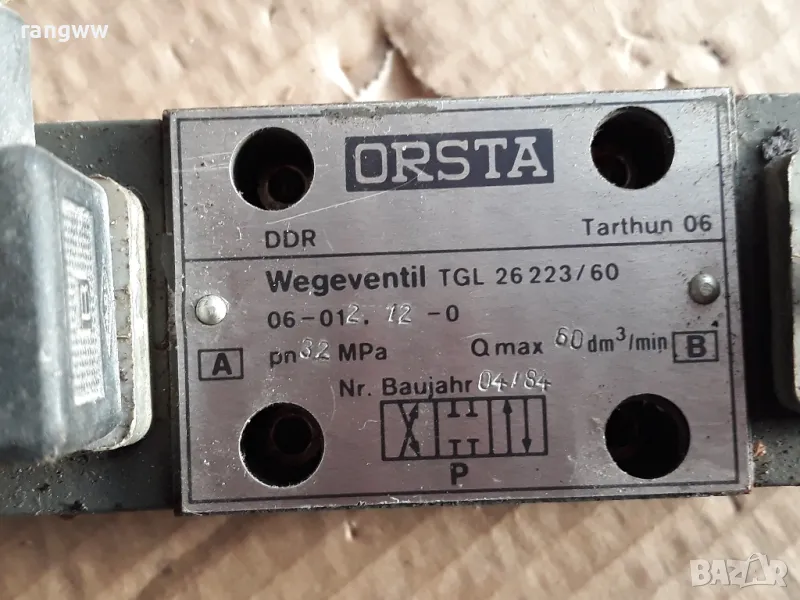 rangww
ORSTA
DDR Tarthun 06
Wegeventil TGL 26 223/60
06-012. 12 -0
A pn 32 MPa Qmax 60 dm³/min B
Nr. Baujahr 04/84
P
BAZAR